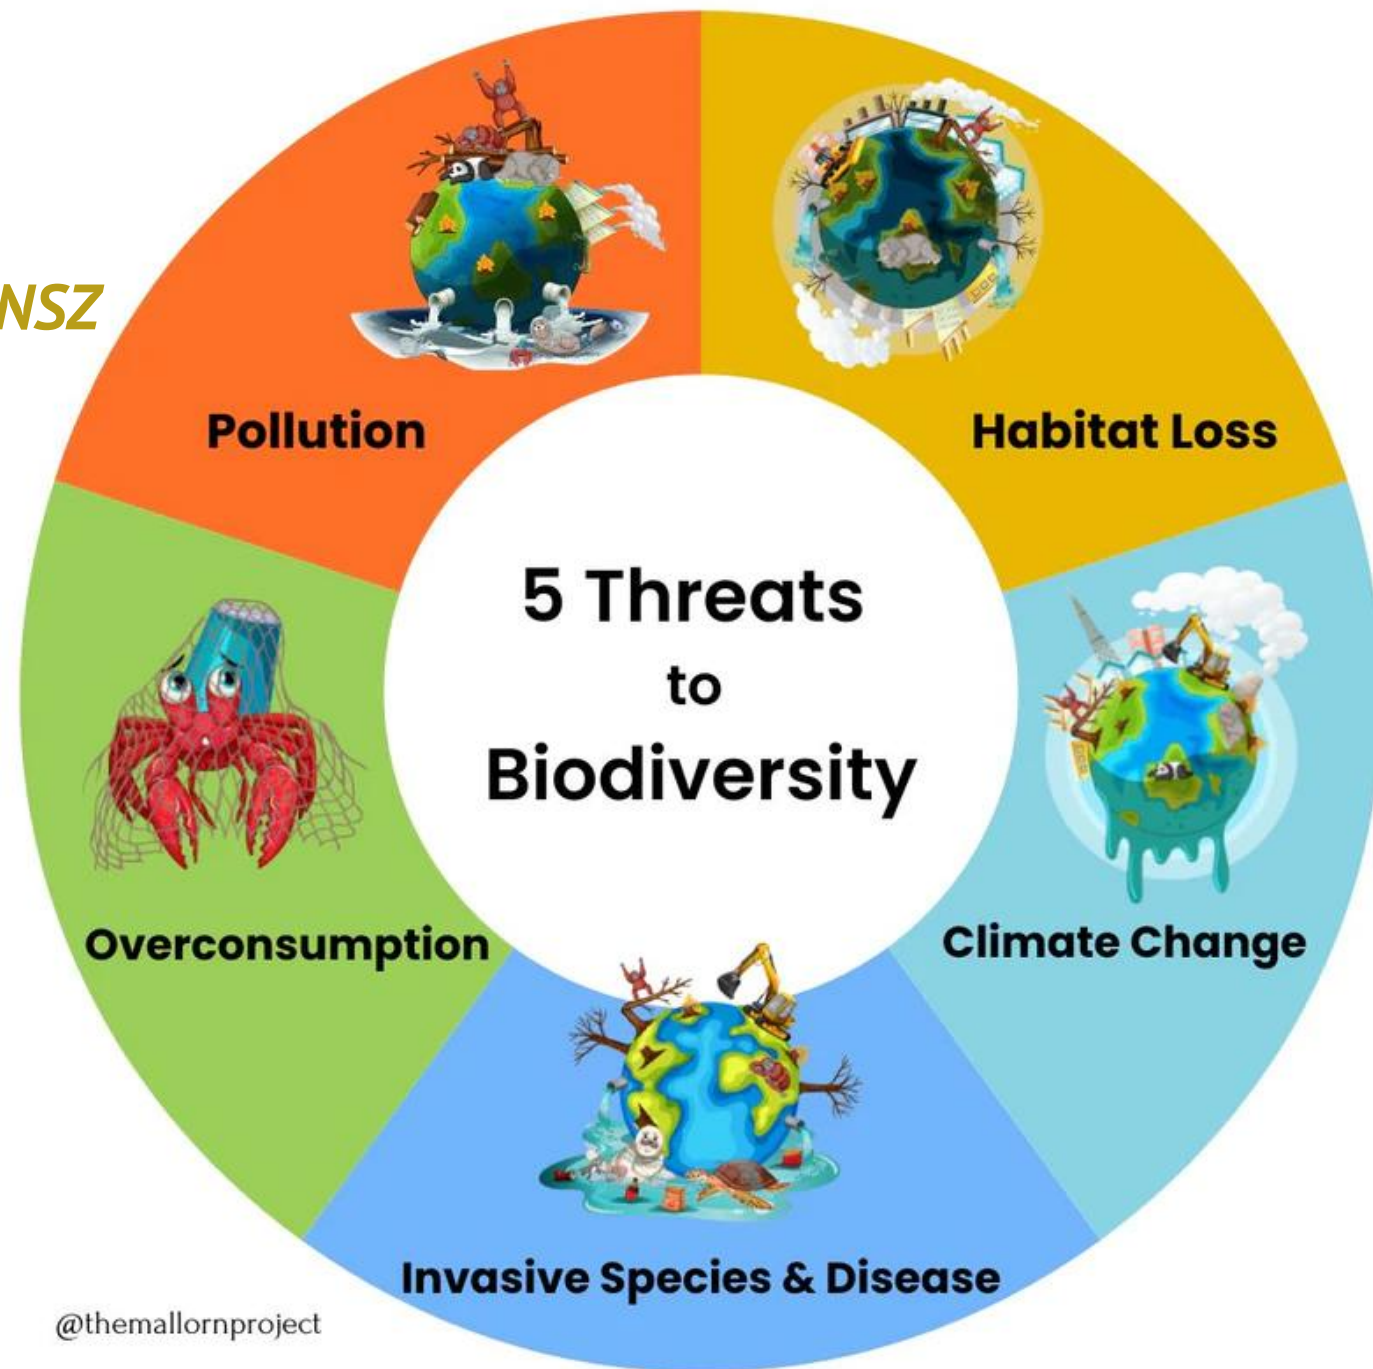 NSZ
Pollution
Habitat Loss
5 Threats
to
Biodiversity
Overconsumption
Climate Change
Invasive Species & Disease
@themallornproject